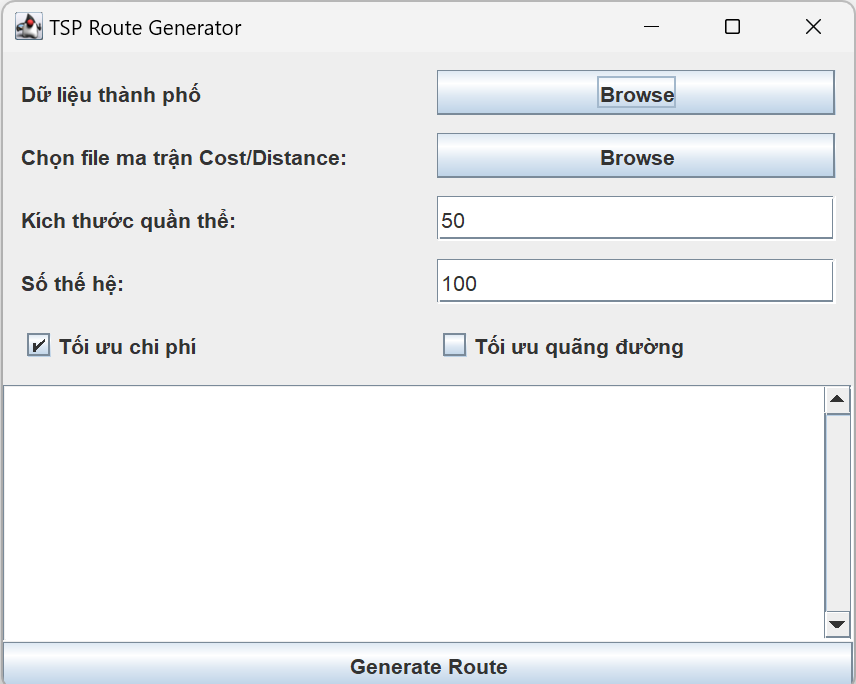 TSP Route Generator
Dữ liệu thành phố
Browse
Chọn file ma trận Cost/Distance:
Browse
Kích thước quần thể:
50
Số thế hệ:
100
Tối ưu chi phí
Tối ưu quãng đường
Generate Route